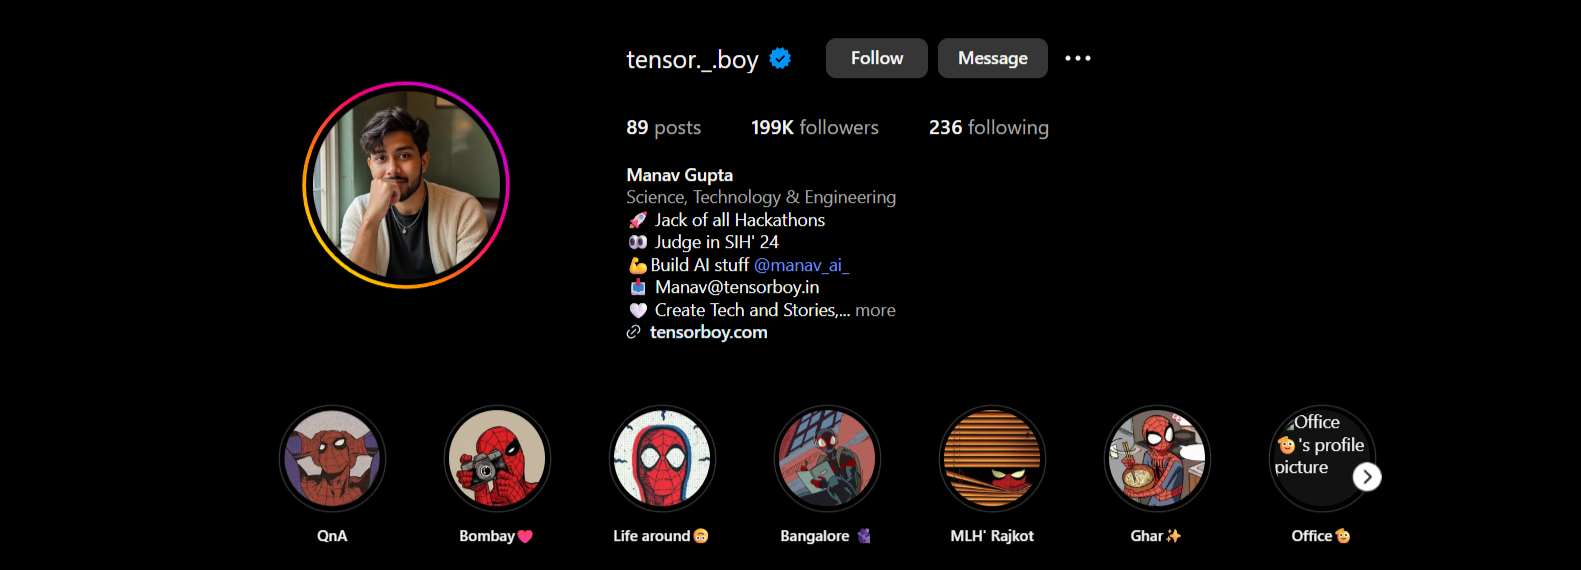 tensor._.boy Follow Message
89 posts 199K followers 236 following
Manav Gupta
Science, Technology & Engineering
🚀 Jack of all Hackathons
👀 Judge in SIH' 24
💪Build AI stuff @manav_ai_
📩 Manav@tensorboy.in
🤍 Create Tech and Stories,... more
tensorboy.com
Office
🤠's profile
picture
QnA Bombay❤️ Life around👩 Bangalore MLH' Rajkot Ghar✨ Office🤠